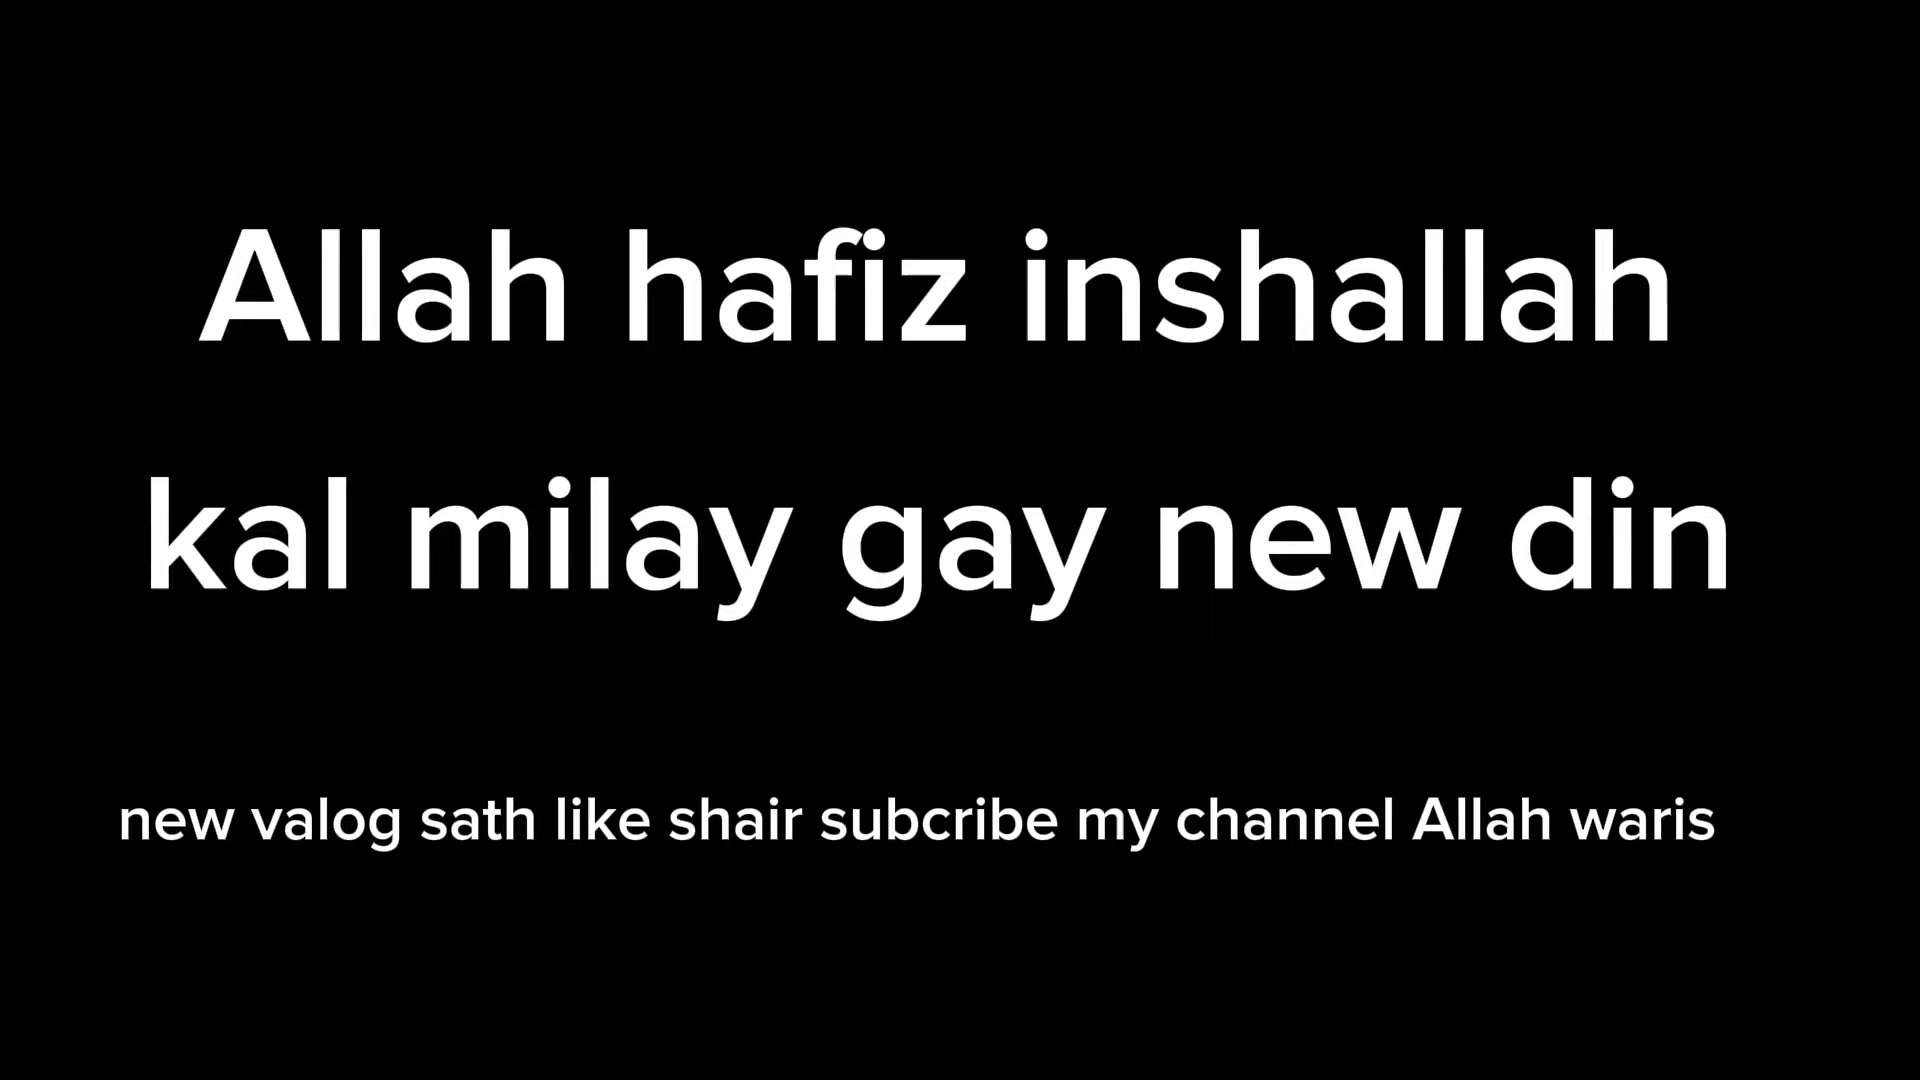 Allah hafiz inshallah
kal milay gay new din
new valog sath like shair subcribe my channel Allah waris